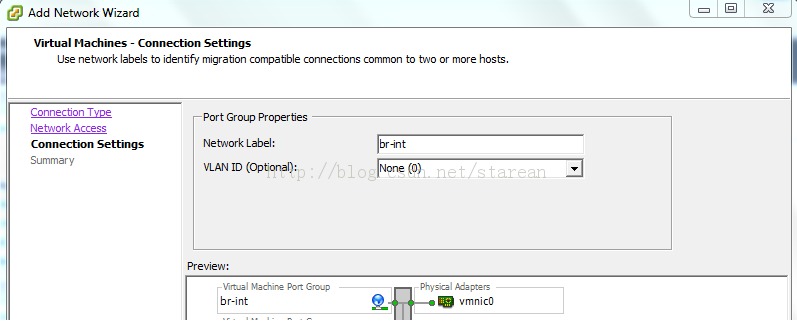 Add Network Wizard
Virtual Machines - Connection Settings
Use network labels to identify migration compatible connections common to two or more hosts.
Connection Type
Network Access
Connection Settings
Summary
Port Group Properties
Network Label: br-int
VLAN ID (Optional): None (0)
http://blog.csdn.net/starean
Preview:
Virtual Machine Port Group
br-int
Physical Adapters
vmnic0